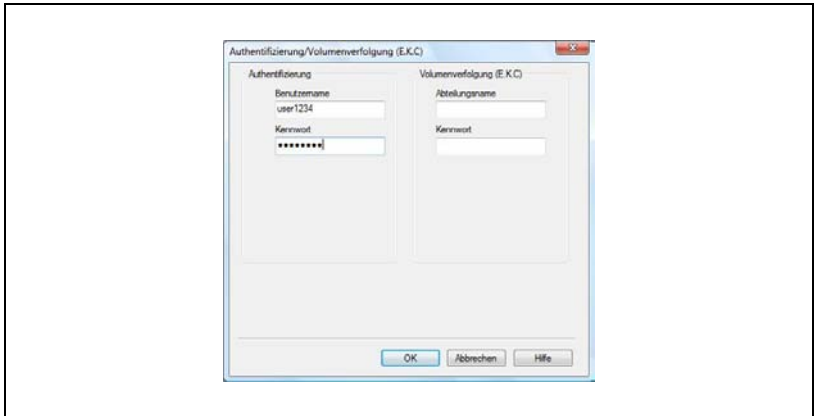 Authentifizierung/Volumenverfolgung (E.K.C)
Authentifizierung
Benutzername
user1234
Kennwort
••••••••
Volumenverfolgung (E.K.C)
Abteilungsname
Kennwort
OK Abbrechen Hilfe